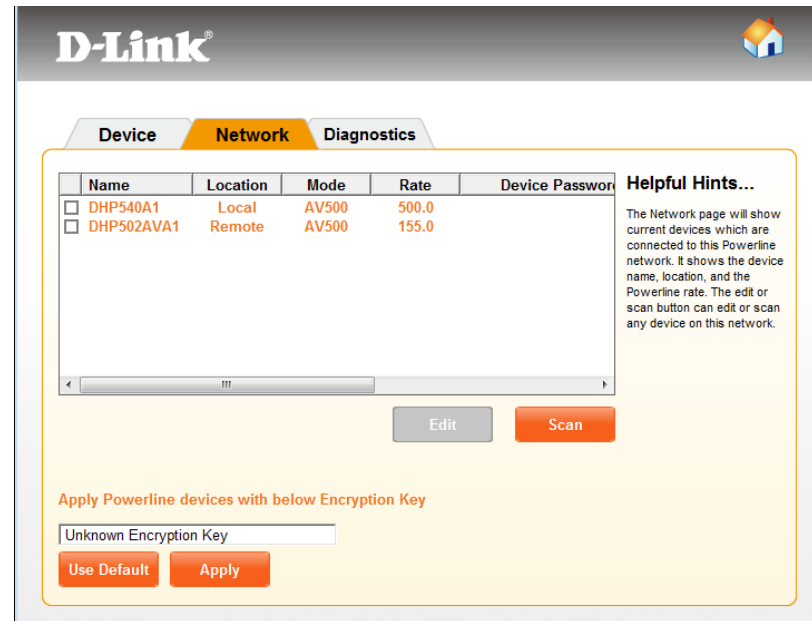 D-Link®
Device Network Diagnostics
Name Location Mode Rate Device Passwor
DHP540A1 Local AV500 500.0
DHP502AVA1 Remote AV500 155.0
Edit Scan
Apply Powerline devices with below Encryption Key
Unknown Encryption Key
Use Default Apply
Helpful Hints...
The Network page will show
current devices which are
connected to this Powerline
network. It shows the device
name, location, and the
Powerline rate. The edit or
scan button can edit or scan
any device on this network.